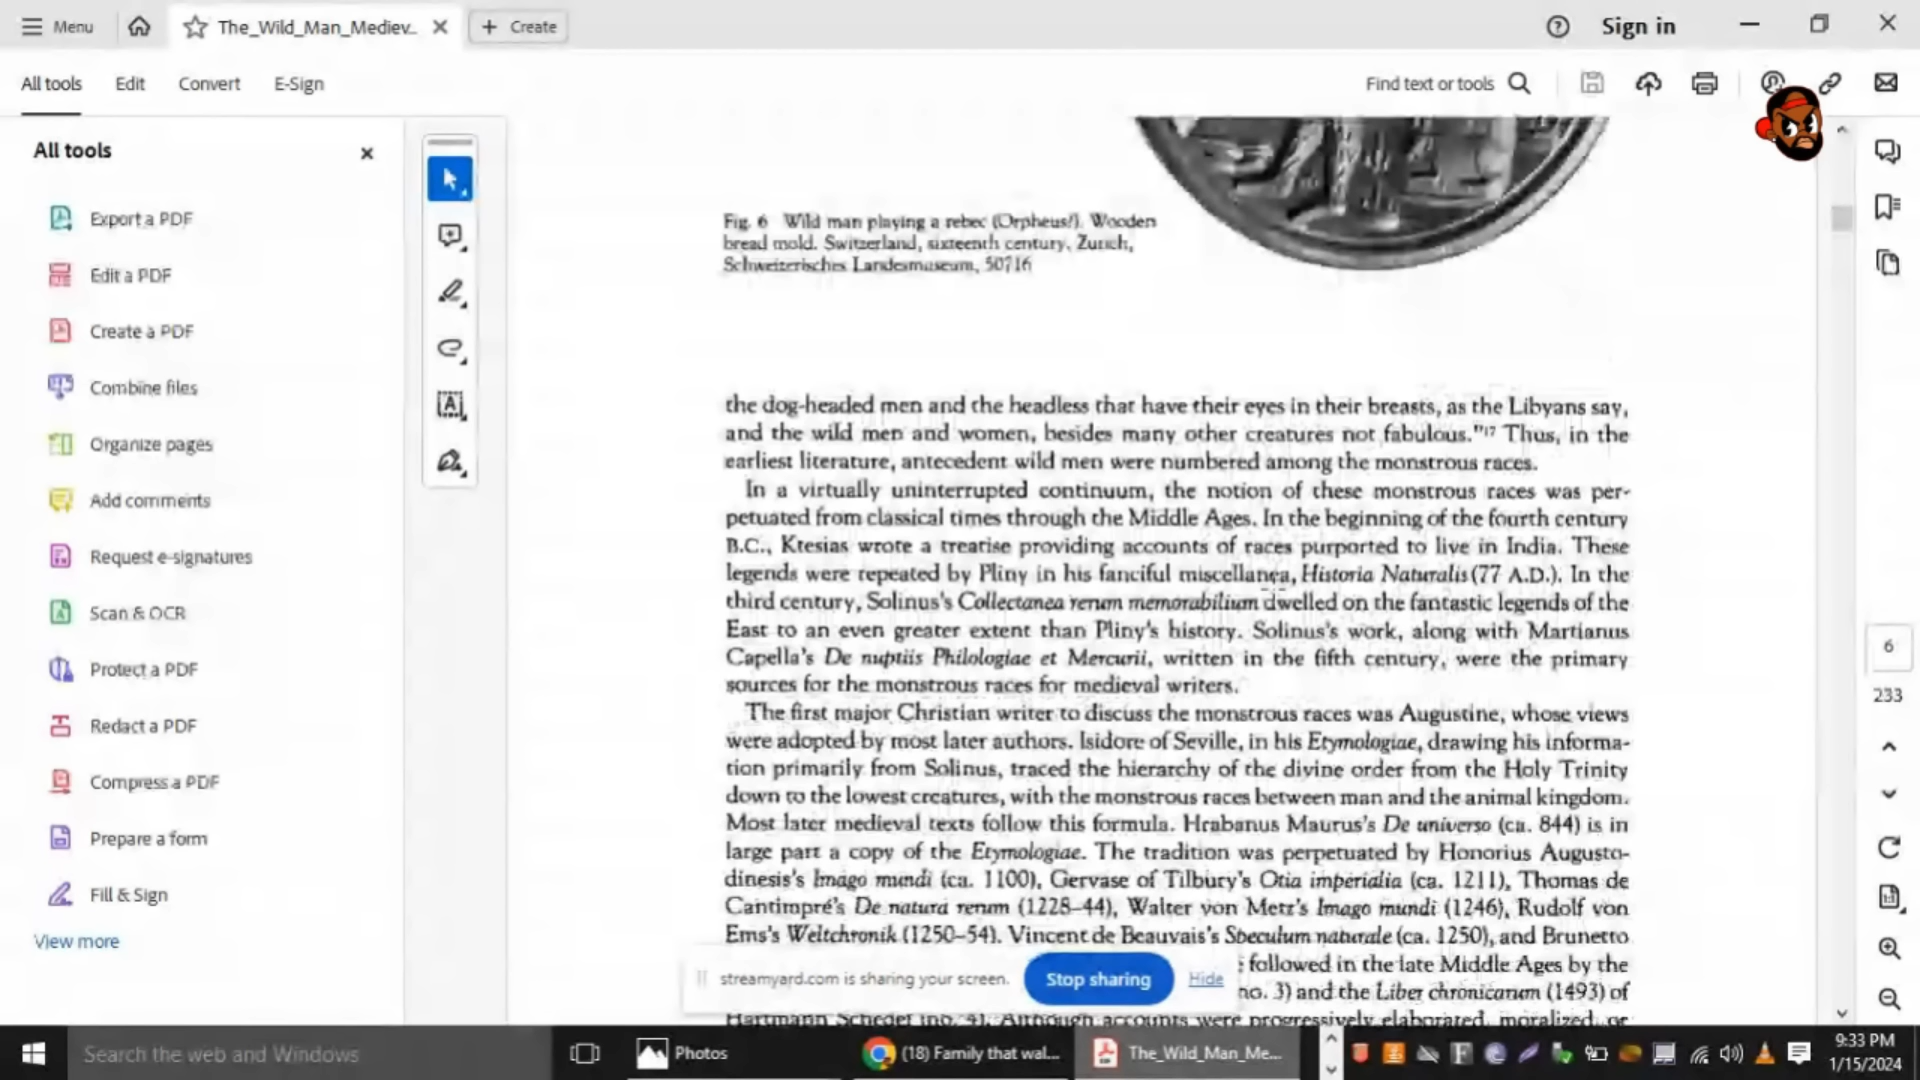 Menu
The_Wild_Man_Mediev..
Create
Sign in
All tools
Edit
Convert
E-Sign
Find text or tools
All tools
Export a PDF
Edit a PDF
Create a PDF
Combine files
Organize pages
Add comments
Request e-signatures
Scan & OCR
Protect a PDF
Redact a PDF
Compress a PDF
Prepare a form
Fill & Sign
View more
Fig. 6 Wild man playing a rebec (Orpheus?). Wooden
bread mold. Switzerland, sixteenth century. Zurich,
Schweizerisches Landesmuseum, 50716
the dog-headed men and the headless that have their eyes in their breasts, as the Libyans say,
and the wild men and women, besides many other creatures not fabulous."17 Thus, in the
earliest literature, antecedent wild men were numbered among the monstrous races.
In a virtually uninterrupted continuum, the notion of these monstrous races was per-
petuated from classical times through the Middle Ages. In the beginning of the fourth century
B.C., Ktesias wrote a treatise providing accounts of races purported to live in India. These
legends were repeated by Pliny in his fanciful miscellanea, Historia Naturalis (77 A.D.). In the
third century, Solinus's Collectanea rerum memorabilium dwelled on the fantastic legends of the
East to an even greater extent than Pliny's history. Solinus's work, along with Martianus
Capella's De nuptiis Philologiae et Mercurii, written in the fifth century, were the primary
sources for the monstrous races for medieval writers.
The first major Christian writer to discuss the monstrous races was Augustine, whose views
were adopted by most later authors. Isidore of Seville, in his Etymologiae, drawing his informa-
tion primarily from Solinus, traced the hierarchy of the divine order from the Holy Trinity
down to the lowest creatures, with the monstrous races between man and the animal kingdom.
Most later medieval texts follow this formula. Hrabanus Maurus's De universo (ca. 844) is in
large part a copy of the Etymologiae. The tradition was perpetuated by Honorius Augusto-
dinesis's Imago mundi (ca. 1100), Gervase of Tilbury's Otia imperialia (ca. 1211), Thomas de
Cantimpré's De natura rerum (1228–44), Walter von Metz's Imago mundi (1246), Rudolf von
Ems's Weltchronik (1250–54). Vincent de Beauvais's Speculum naturale (ca. 1250), and Brunetto
followed in the late Middle Ages by the
no. 3) and the Liber chronicarum (1493) of
Hartmann Schedel (no. 4). Although accounts were progressively elaborated, moralized, or
streamyard.com is sharing your screen.
Stop sharing
Hide
6
233
Search the web and Windows
Photos
(18) Family that wal...
The_Wild_Man_Me...
9:33 PM
1/15/2024